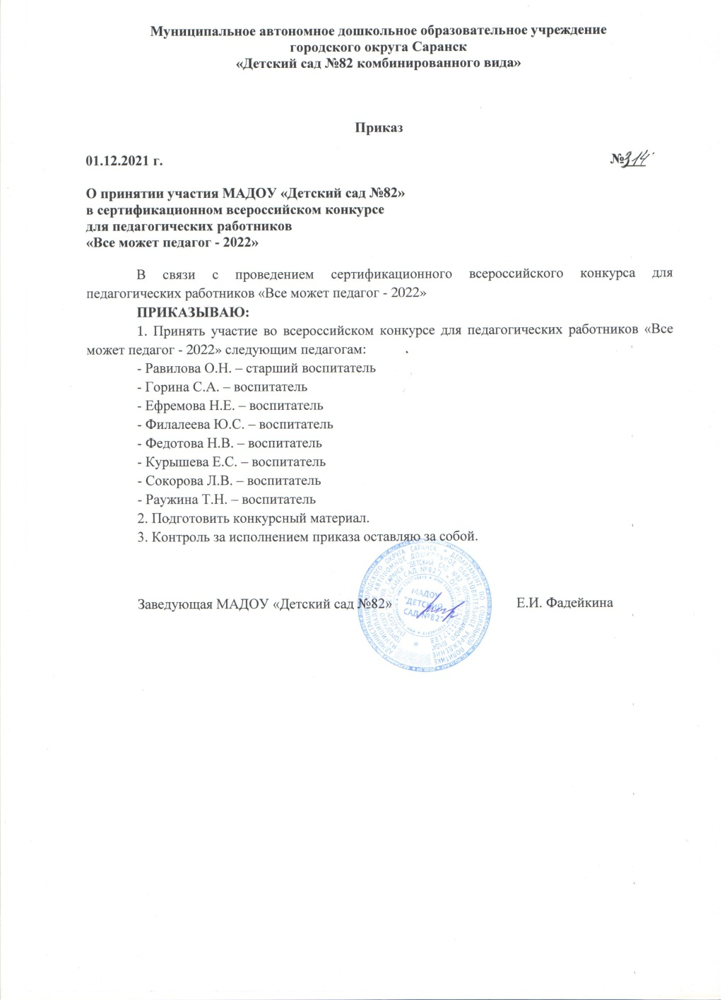 Муниципальное автономное дошкольное образовательное учреждение
городского округа Саранск
«Детский сад №82 комбинированного вида»
Приказ
01.12.2021 г. №314
О принятии участия МАДОУ «Детский сад №82»
в сертификационном всероссийском конкурсе
для педагогических работников
«Все может педагог - 2022»
В связи с проведением сертификационного всероссийского конкурса для
педагогических работников «Все может педагог - 2022»
ПРИКАЗЫВАЮ:
1. Принять участие во всероссийском конкурсе для педагогических работников «Все
может педагог - 2022» следующим педагогам:
- Равилова О.Н. – старший воспитатель
- Горина С.А. – воспитатель
- Ефремова Н.Е. – воспитатель
- Филалеева Ю.С. – воспитатель
- Федотова Н.В. – воспитатель
- Курышева Е.С. – воспитатель
- Сокорова Л.В. – воспитатель
- Раужина Т.Н. – воспитатель
2. Подготовить конкурсный материал.
3. Контроль за исполнением приказа оставляю за собой.
Заведующая МАДОУ «Детский сад №82» Е.И. Фадейкина
МАДОУ
"ДЕТСКИЙ
САД №82"